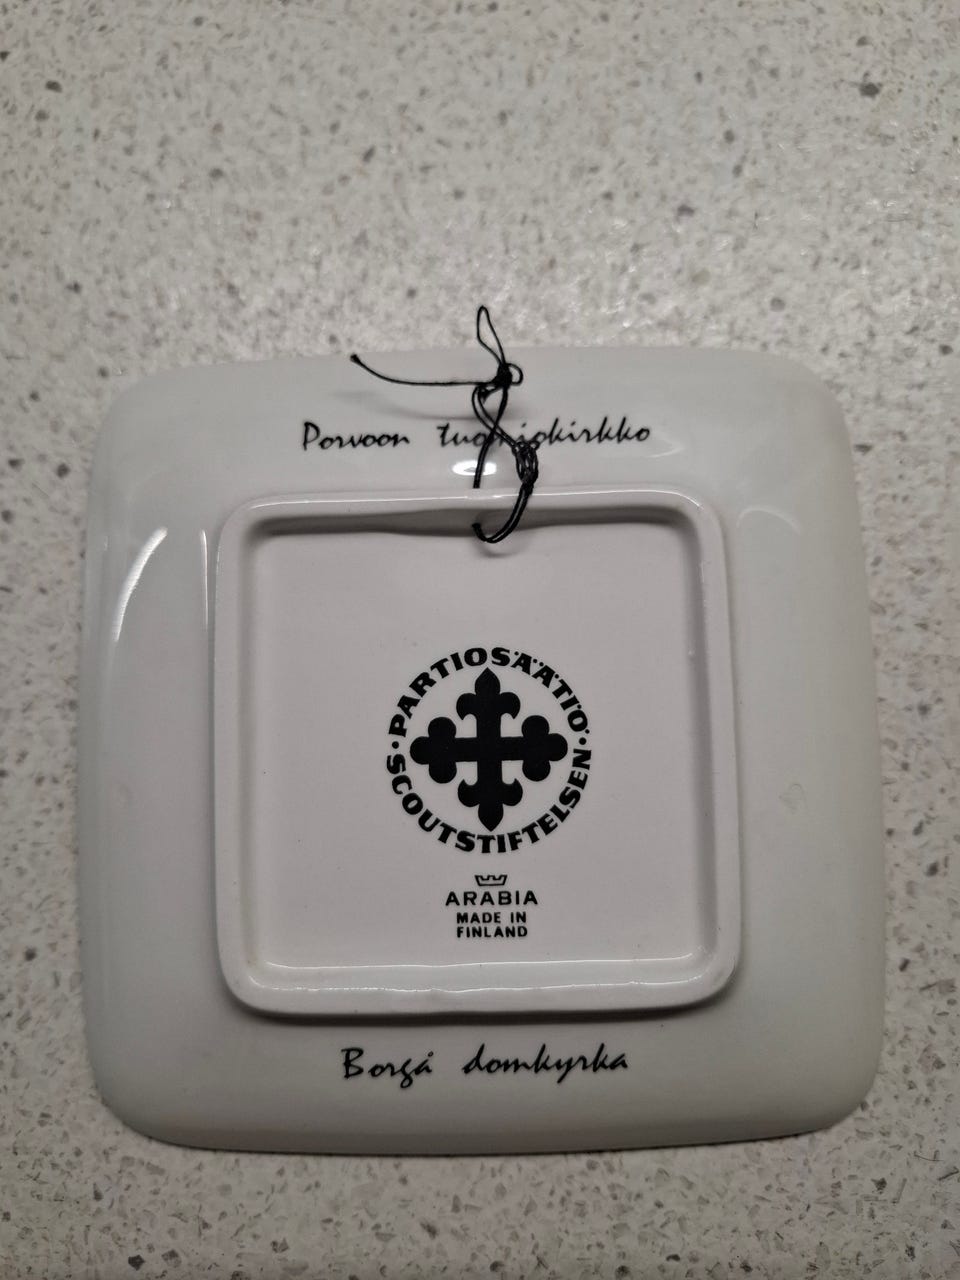 Porvoon tuomiokirkko
· PARTIOSÄÄTIÖ ·
SCOUTSTIFTELSEN
ARABIA
MADE IN
FINLAND
Borgå domkyrka